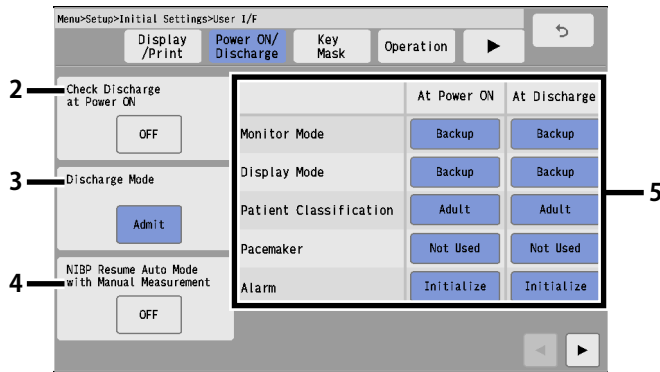 Menu>Setup>Initial Settings>User I/F
Display
/Print
Power ON/
Discharge
Key
Mask
Operation
2
Check Discharge
at Power ON
OFF
3
Discharge Mode
Admit
4
NIBP Resume Auto Mode
with Manual Measurement
OFF
At Power ON At Discharge
Monitor Mode Backup Backup
Display Mode Backup Backup
Patient Classification Adult Adult
Pacemaker Not Used Not Used
Alarm Initialize Initialize
5